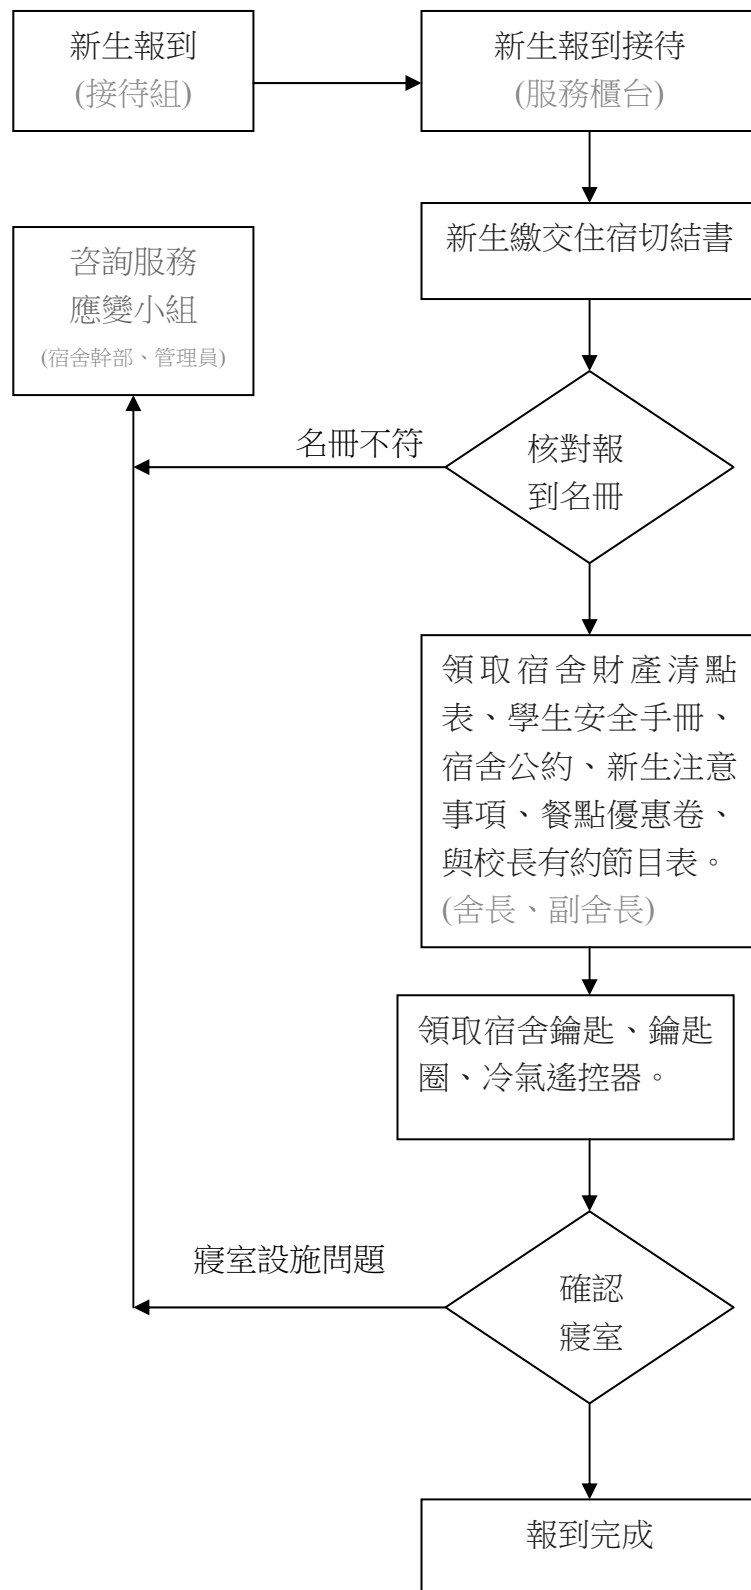 新生報到
(接待組)
新生報到接待
(服務櫃台)
新生繳交住宿切結書
咨詢服務
應變小組
(宿舍幹部、管理員)
名冊不符
核對報
到名冊
領取宿舍財產清點
表、學生安全手冊、
宿舍公約、新生注意
事項、餐點優惠卷、
與校長有約節目表。
(舍長、副舍長)
領取宿舍鑰匙、鑰匙
圈、冷氣遙控器。
寢室設施問題
確認
寢室
報到完成